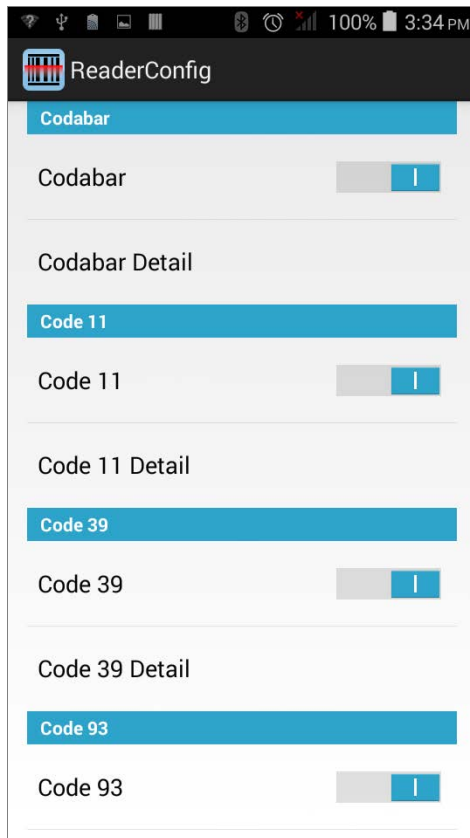 100% 3:34 PM
ReaderConfig
Codabar
Codabar
Codabar Detail
Code 11
Code 11
Code 11 Detail
Code 39
Code 39
Code 39 Detail
Code 93
Code 93